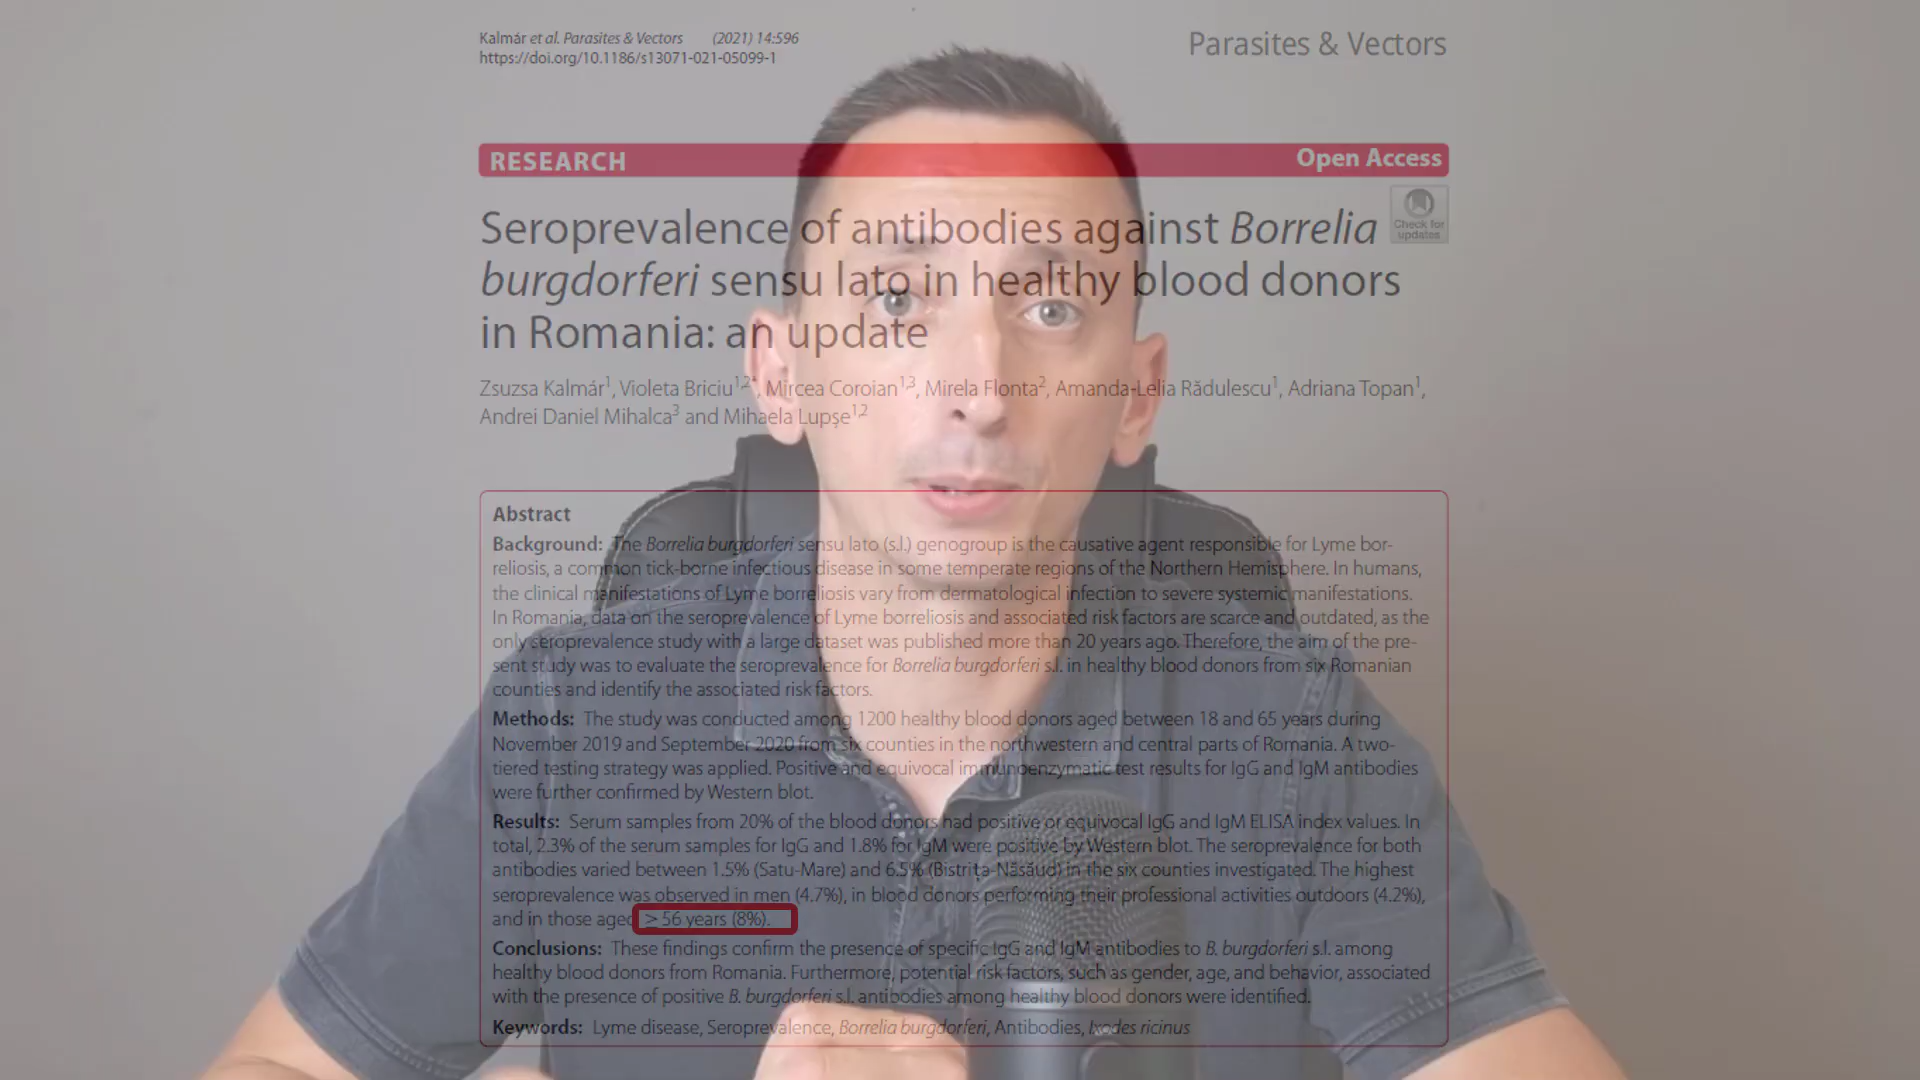 Kalmár et al. Parasites & Vectors (2021) 14:596
https://doi.org/10.1186/s13071-021-05099-1
Parasites & Vectors
RESEARCH
Open Access
Seroprevalence of antibodies against Borrelia
burgdorferi sensu lato in healthy blood donors
in Romania: an update
Check for
updates
Zsuzsa Kalmár1, Violeta Briciu1,2*, Mircea Coroian1,3, Mirela Flonta2, Amanda-Lelia Rădulescu1, Adriana Topan1,
Andrei Daniel Mihalca3 and Mihaela Lupșe1,2
Abstract
Background: The Borrelia burgdorferi sensu lato (s.l.) genogroup is the causative agent responsible for Lyme bor-
reliosis, a common tick-borne infectious disease in some temperate regions of the Northern Hemisphere. In humans,
the clinical manifestations of Lyme borreliosis vary from dermatological infection to severe systemic manifestations.
In Romania, data on the seroprevalence of Lyme borreliosis and associated risk factors are scarce and outdated, as the
only seroprevalence study with a large dataset was published more than 20 years ago. Therefore, the aim of the pre-
sent study was to evaluate the seroprevalence for Borrelia burgdorferi s.l. in healthy blood donors from six Romanian
counties and identify the associated risk factors.
Methods: The study was conducted among 1200 healthy blood donors aged between 18 and 65 years during
November 2019 and September 2020 from six counties in the northwestern and central parts of Romania. A two-
tiered testing strategy was applied. Positive and equivocal immunoenzymatic test results for IgG and IgM antibodies
were further confirmed by Western blot.
Results: Serum samples from 20% of the blood donors had positive or equivocal IgG and IgM ELISA index values. In
total, 2.3% of the serum samples for IgG and 1.8% for IgM were positive by Western blot. The seroprevalence for both
antibodies varied between 1.5% (Satu-Mare) and 6.5% (Bistrița-Năsăud) in the six counties investigated. The highest
seroprevalence was observed in men (4.7%), in blood donors performing their professional activities outdoors (4.2%),
and in those aged ≥ 56 years (8%).
Conclusions: These findings confirm the presence of specific IgG and IgM antibodies to B. burgdorferi s.l. among
healthy blood donors from Romania. Furthermore, potential risk factors, such as gender, age, and behavior, associated
with the presence of positive B. burgdorferi s.l. antibodies among healthy blood donors were identified.
Keywords: Lyme disease, Seroprevalence, Borrelia burgdorferi, Antibodies, Ixodes ricinus